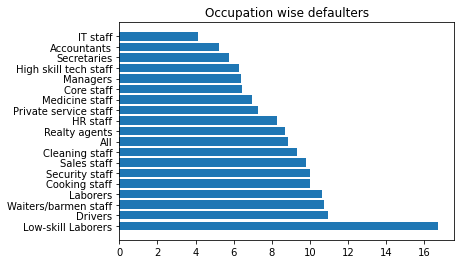 Occupation wise defaulters
IT staff
Accountants
Secretaries
High skill tech staff
Managers
Core staff
Medicine staff
Private service staff
HR staff
Realty agents
All
Cleaning staff
Sales staff
Security staff
Cooking staff
Laborers
Waiters/barmen staff
Drivers
Low-skill Laborers
0 2 4 6 8 10 12 14 16